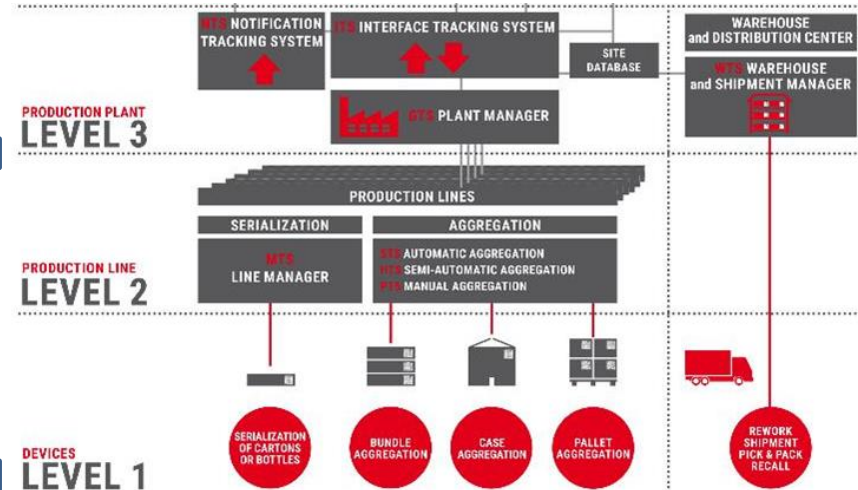 NTS NOTIFICATION
TRACKING SYSTEM
ITS INTERFACE TRACKING SYSTEM
SITE
DATABASE
WAREHOUSE
and DISTRIBUTION CENTER
WTS WAREHOUSE
and SHIPMENT MANAGER
GTS PLANT MANAGER
PRODUCTION PLANT
LEVEL 3
PRODUCTION LINES
SERIALIZATION
AGGREGATION
MTS
LINE MANAGER
STS AUTOMATIC AGGREGATION
HTS SEMI-AUTOMATIC AGGREGATION
MANUAL AGGREGATION
PRODUCTION LINE
LEVEL 2
SERIALIZATION
OF CARTONS
OR BOTTLES
BUNDLE
AGGREGATION
CASE
AGGREGATION
PALLET
AGGREGATION
REWORK
SHIPMENT
PICK & PACK
RECALL
DEVICES
LEVEL 1